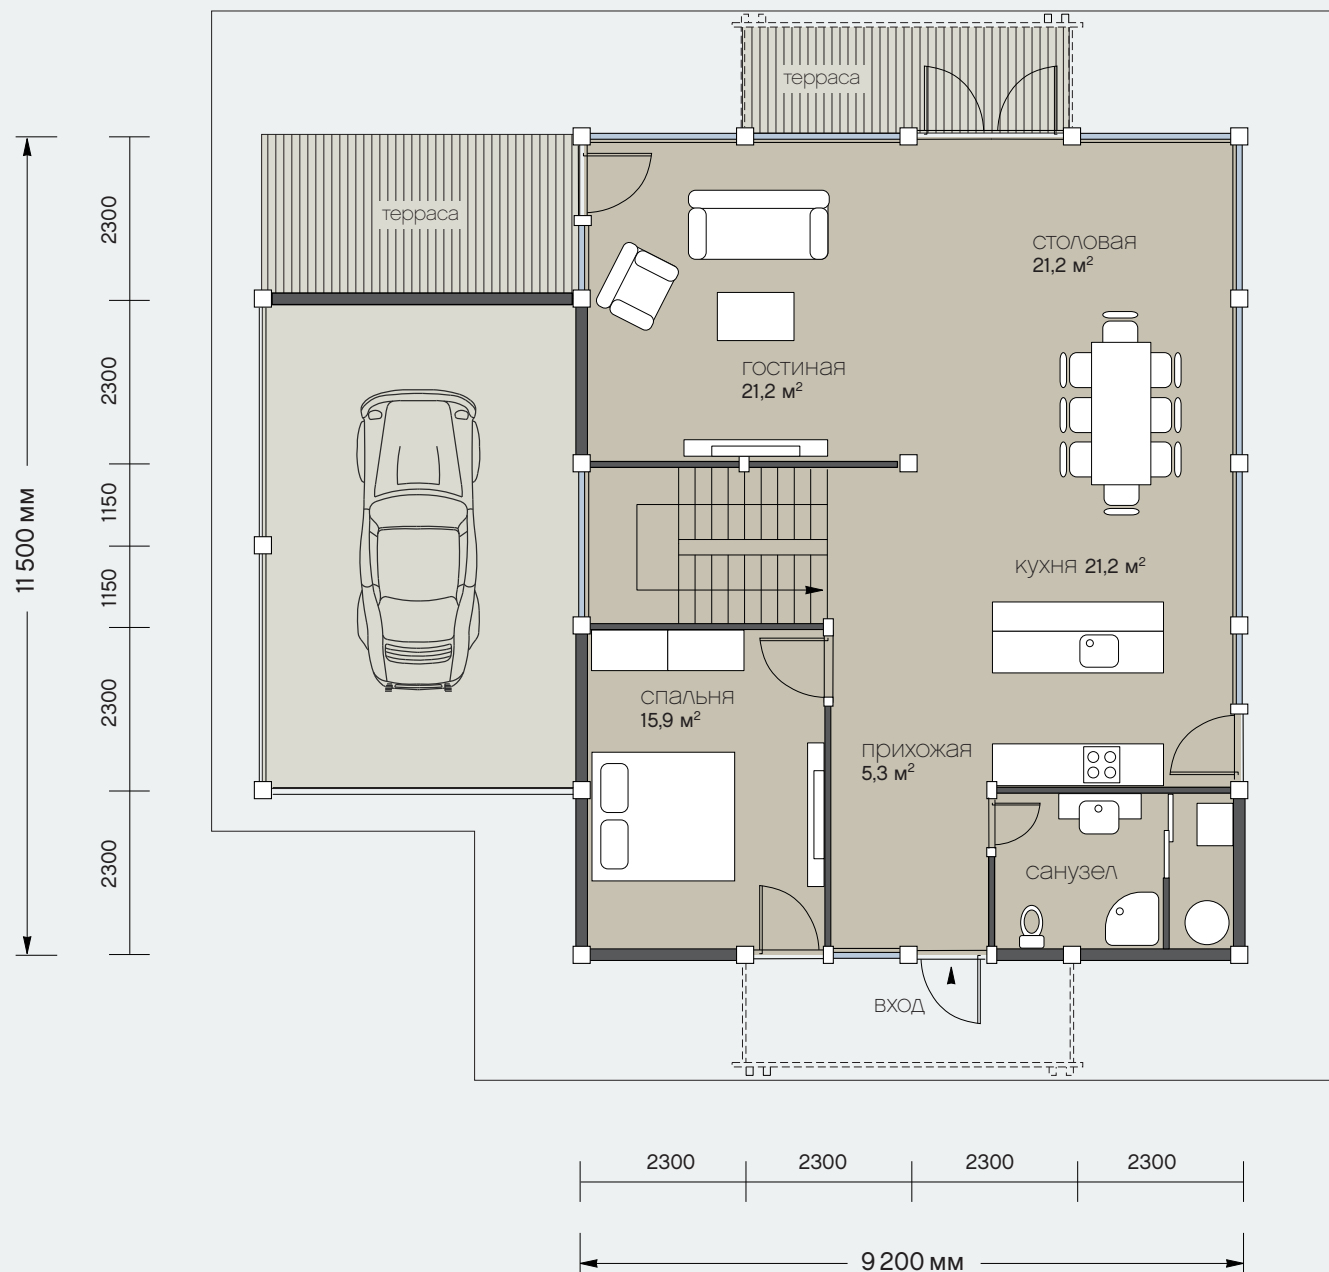 терраса
терраса
столовая
21,2 м²
гостиная
21,2 м²
кухня 21,2 м²
спальня
15,9 м²
прихожая
5,3 м²
санузел
вход
2300
2300
1150
1150
2300
2300
11 500 мм
2300
2300
2300
2300
9 200 мм